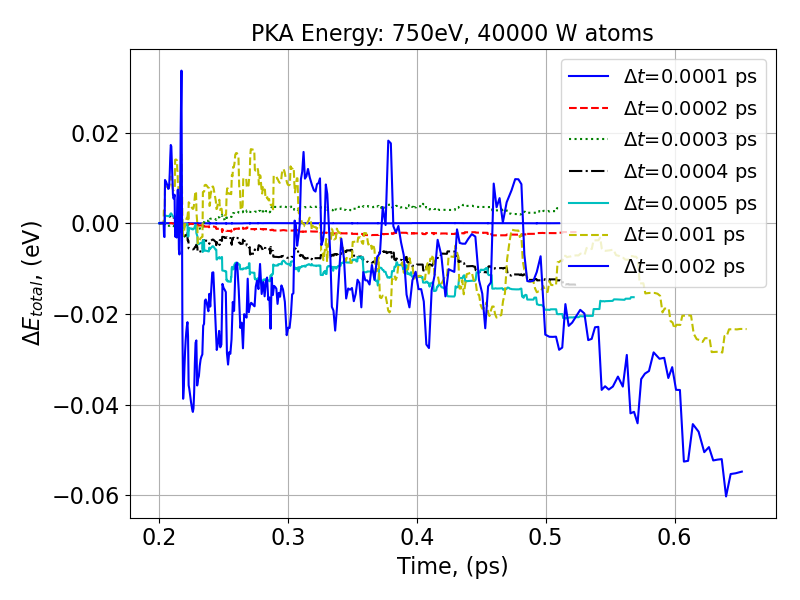 PKA Energy: 750eV, 40000 W atoms
Δt=0.0001 ps
Δt=0.0002 ps
Δt=0.0003 ps
Δt=0.0004 ps
Δt=0.0005 ps
Δt=0.001 ps
Δt=0.002 ps
0.02
0.00
−0.02
−0.04
−0.06
ΔE_total, (eV)
0.2 0.3 0.4 0.5 0.6
Time, (ps)